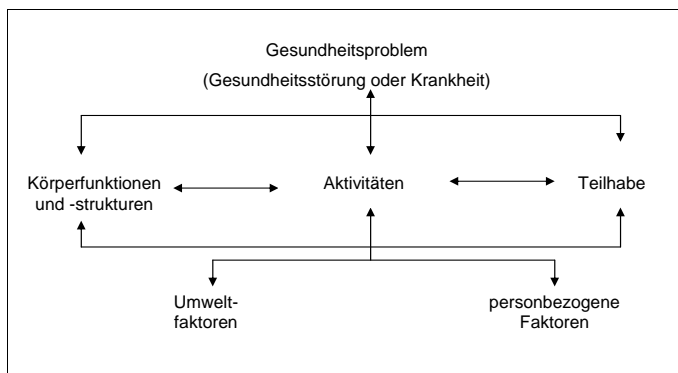 Gesundheitsproblem
(Gesundheitsstörung oder Krankheit)
Körperfunktionen
und -strukturen
Aktivitäten
Teilhabe
Umwelt-
faktoren
personbezogene
Faktoren